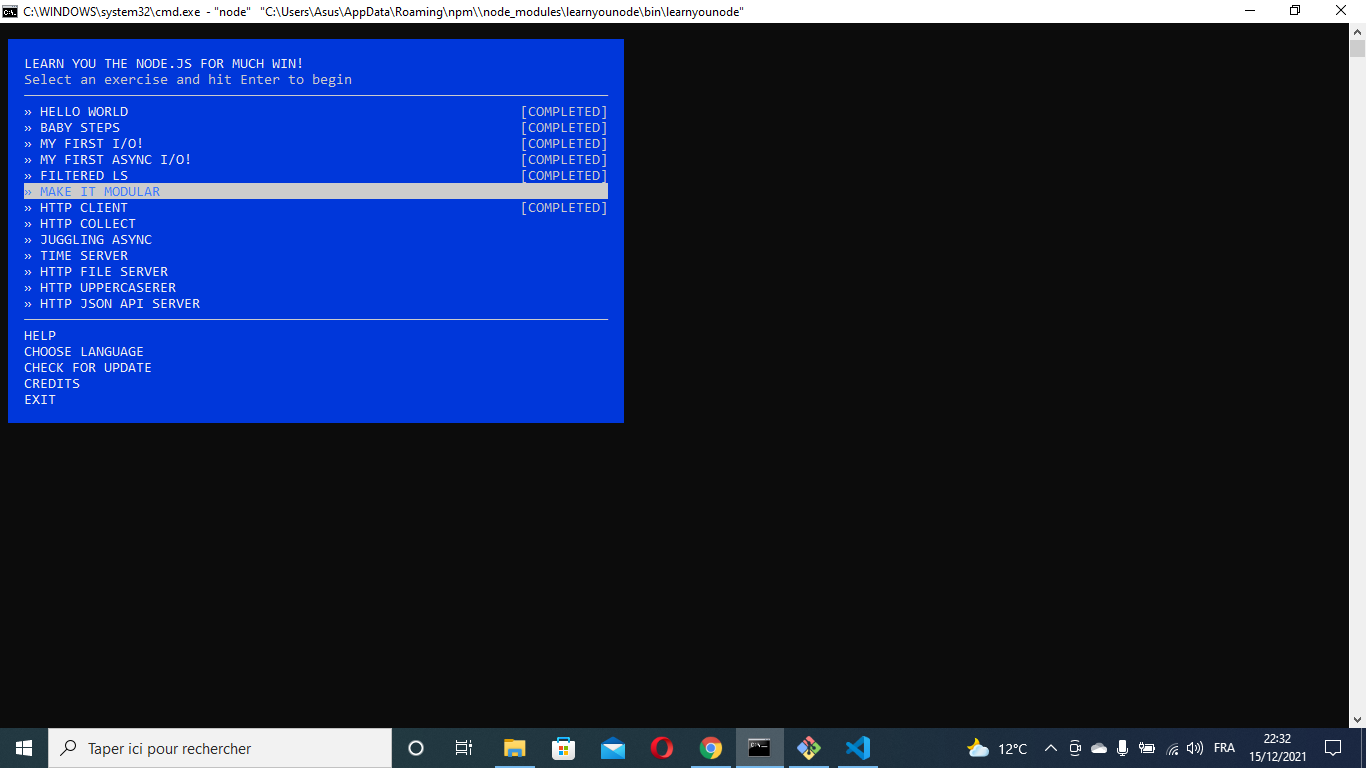 C:\WINDOWS\system32\cmd.exe - "node" "C:\Users\Asus\AppData\Roaming\npm\\node_modules\learnyounode\bin\learnyounode"
LEARN YOU THE NODE.JS FOR MUCH WIN!
Select an exercise and hit Enter to begin
» HELLO WORLD [COMPLETED]
» BABY STEPS [COMPLETED]
» MY FIRST I/O! [COMPLETED]
» MY FIRST ASYNC I/O! [COMPLETED]
» FILTERED LS [COMPLETED]
» MAKE IT MODULAR
» HTTP CLIENT [COMPLETED]
» HTTP COLLECT
» JUGGLING ASYNC
» TIME SERVER
» HTTP FILE SERVER
» HTTP UPPERCASERER
» HTTP JSON API SERVER
HELP
CHOOSE LANGUAGE
CHECK FOR UPDATE
CREDITS
EXIT
Taper ici pour rechercher
12°C
FRA
22:32
15/12/2021